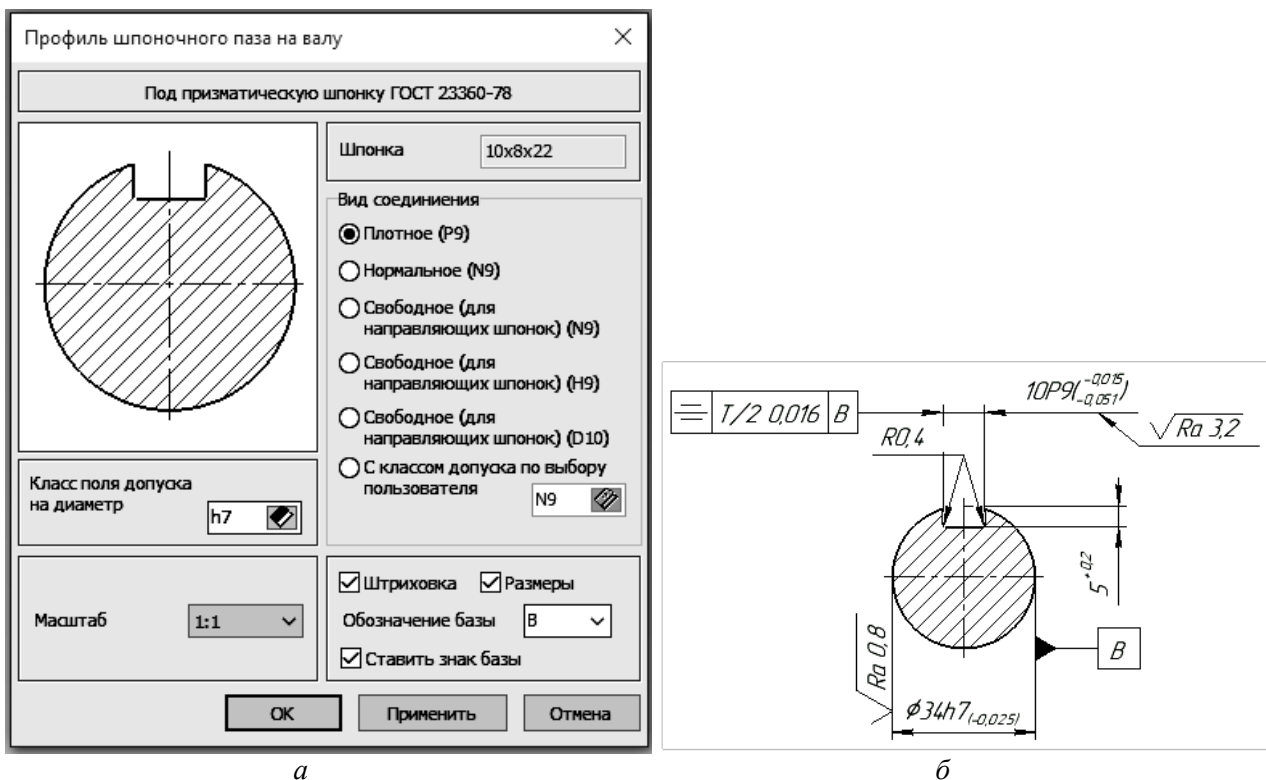 Профиль шпоночного паза на валу
Под призматическую шпонку ГОСТ 23360-78
Шпонка 10x8x22
Вид соединиения
Плотное (P9)
Нормальное (N9)
Свободное (для
направляющих шпонок) (N9)
Свободное (для
направляющих шпонок) (H9)
Свободное (для
направляющих шпонок) (D10)
С классом допуска по выбору
пользователя
N9
Класс поля допуска
на диаметр
h7
Масштаб 1:1
Штриховка Размеры
Обозначение базы B
Ставить знак базы
OK Применить Отмена
а
T/2 0,016 B
10P9(-0,015
-0,051)
Ra 3,2
R0,4
5+0,2
B
Ra 0,8
ϕ34h7(-0,025)
б